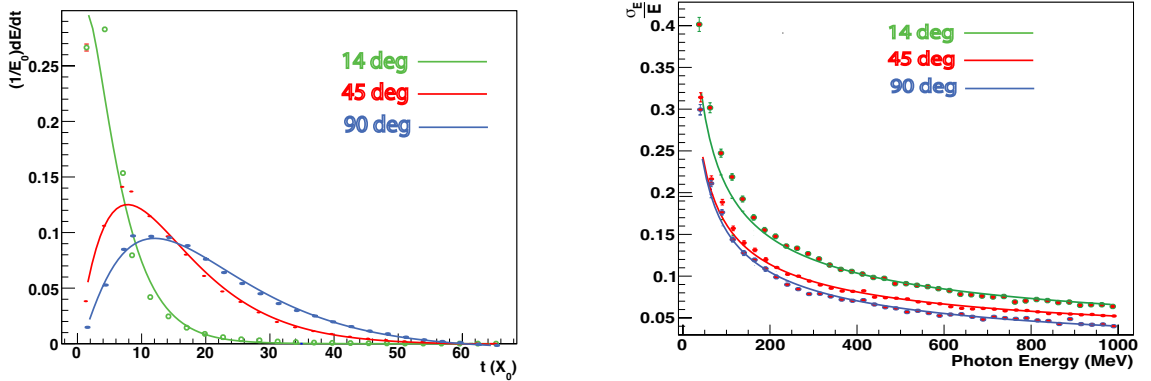 (1/E₀)dE/dt
0.25
0.2
0.15
0.1
0.05
0
14 deg
45 deg
90 deg
0 10 20 30 40 50 60
t (X₀)
σ_E/E
0.4
0.35
0.3
0.25
0.2
0.15
0.1
0.05
14 deg
45 deg
90 deg
0 200 400 600 800 1000
Photon Energy (MeV)